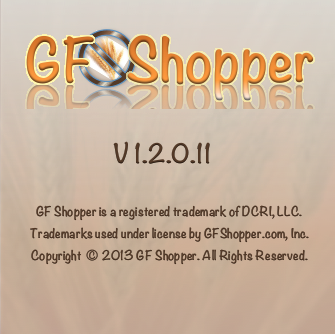 GF Shopper
V 1.2.0.11
GF Shopper is a registered trademark of DCRI, LLC.
Trademarks used under license by GFShopper.com, Inc.
Copyright © 2013 GF Shopper. All Rights Reserved.